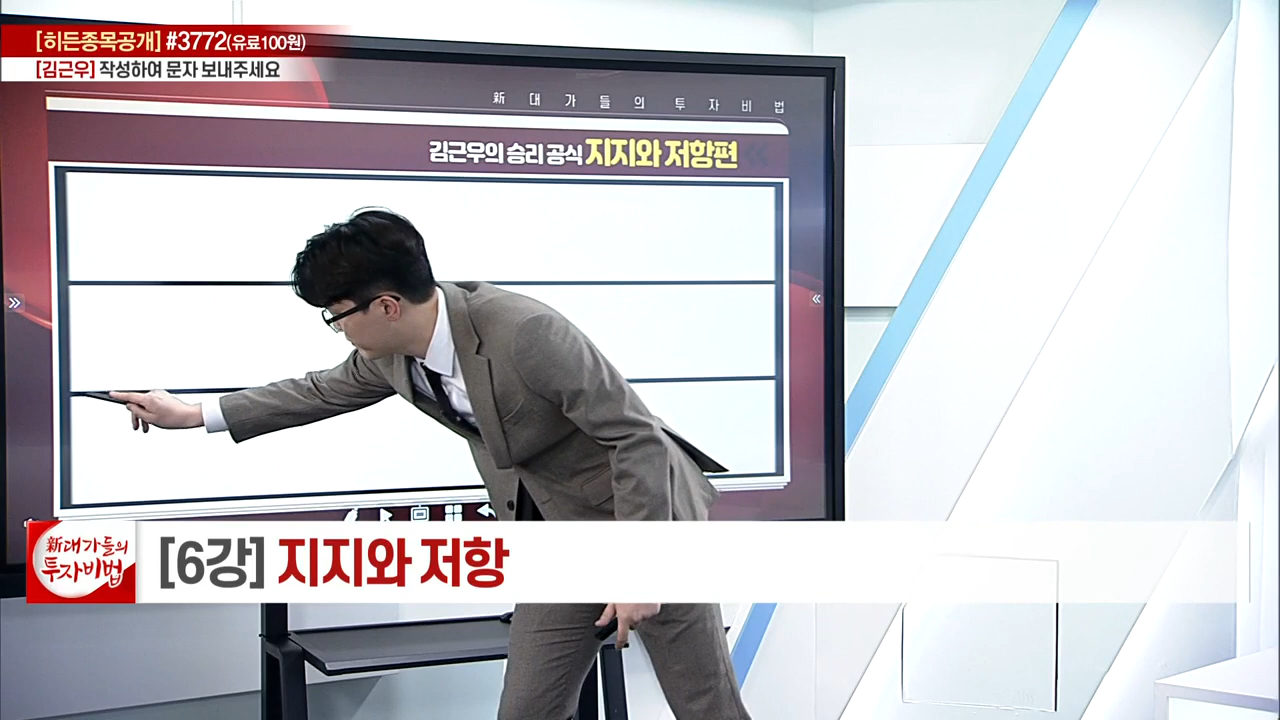 [히든종목공개] #3772(유료100원)
[김근우] 작성하여 문자 보내주세요
新 대가들의 투자비법
김근우의 승리 공식 지지와 저항편
新대가들의
투자비법
[6강] 지지와 저항